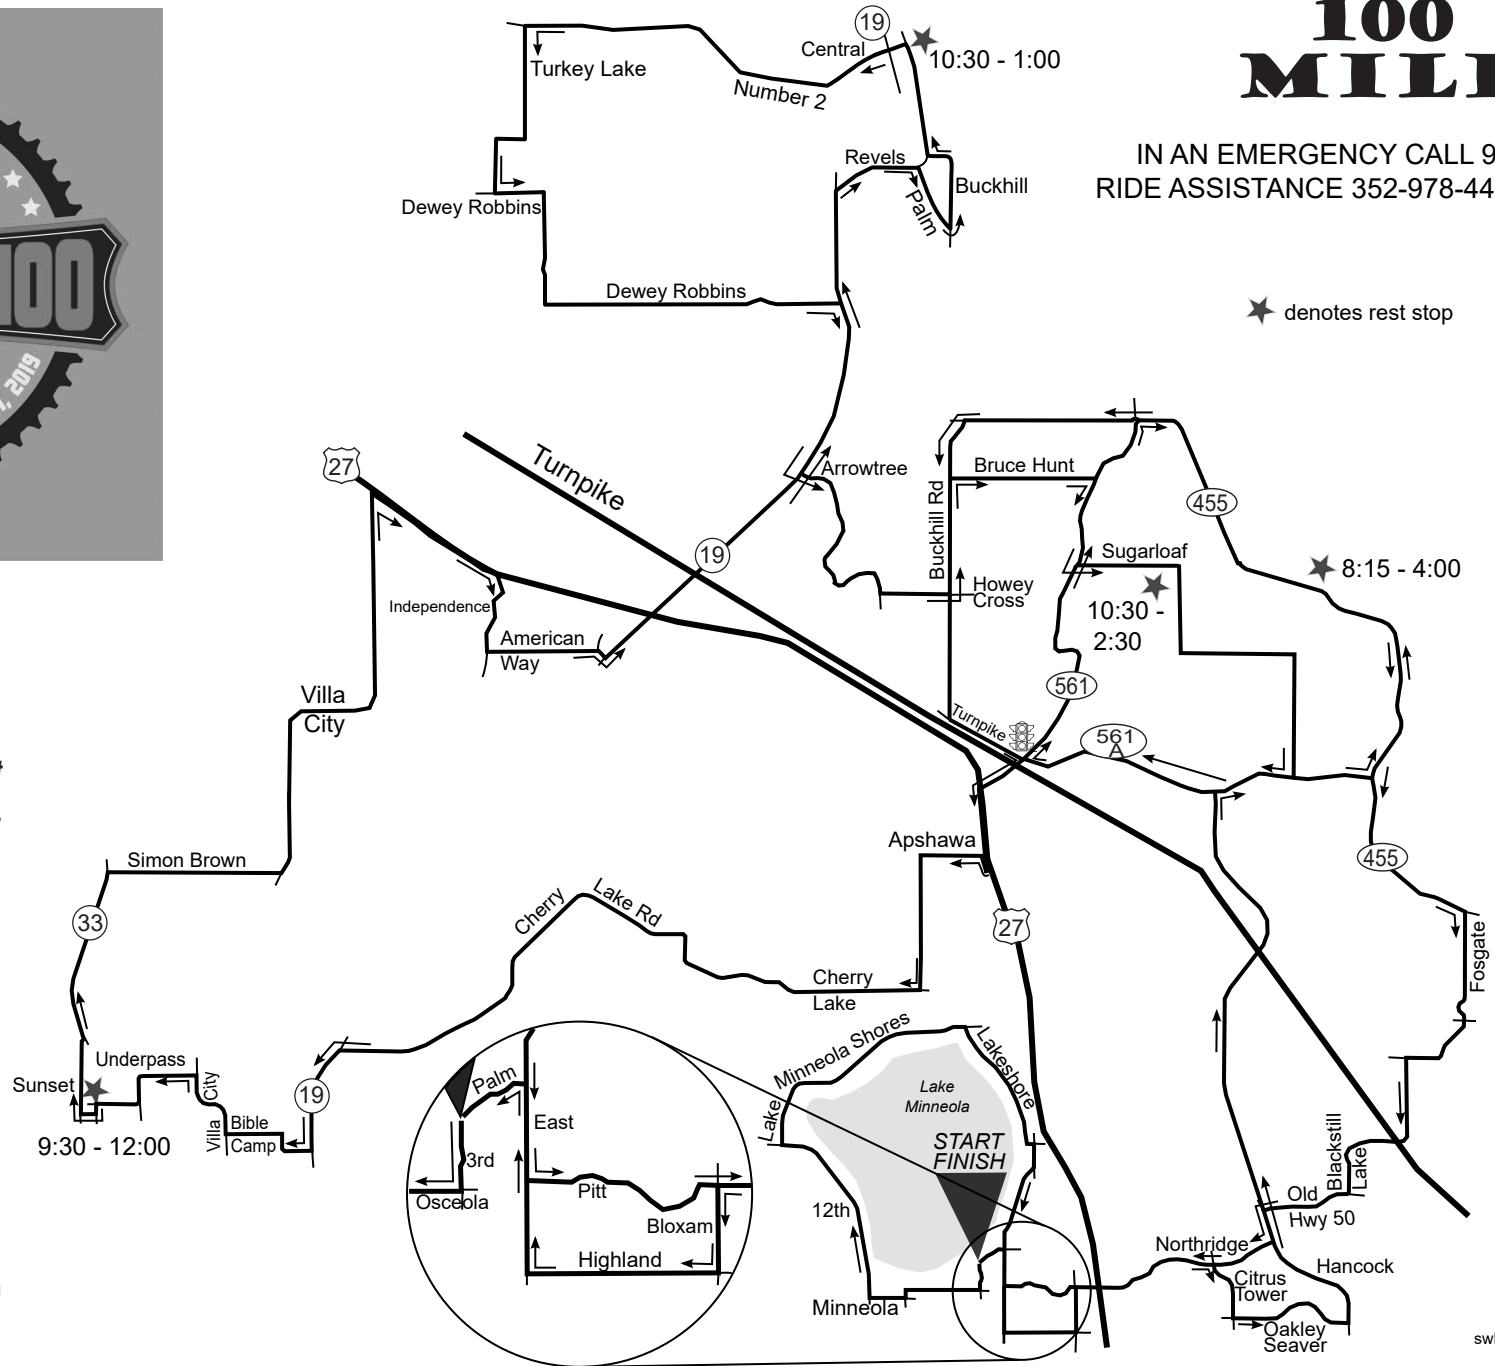 100
19
Central
10:30 - 1:00
Turkey Lake
Number 2
IN AN EMERGENCY CALL 9
RIDE ASSISTANCE 352-978-44
Revels
Buckhill
Palm
Dewey Robbins
100
2019
Dewey Robbins
denotes rest stop
27
Turnpike
Arrowtree
Bruce Hunt
Buckhill Rd
455
19
Sugarloaf
8:15 - 4:00
Howey
Cross
10:30 -
2:30
Independence
American
Way
561
Villa
City
Turnpike
561
A
Apshawa
Simon Brown
455
33
Cherry
Lake Rd
27
Fosgate
Cherry
Lake
Minneola Shores
Lakeshore
Lake
Lake
Minneola
START
FINISH
Underpass
Sunset
City
Villa
19
Bible
Camp
9:30 - 12:00
Palm
East
3rd
Osceola
Pitt
Bloxam
Highland
12th
Minneola
Blackstill
Lake
Old
Hwy 50
Northridge
Hancock
Citrus
Tower
Oakley
Seaver